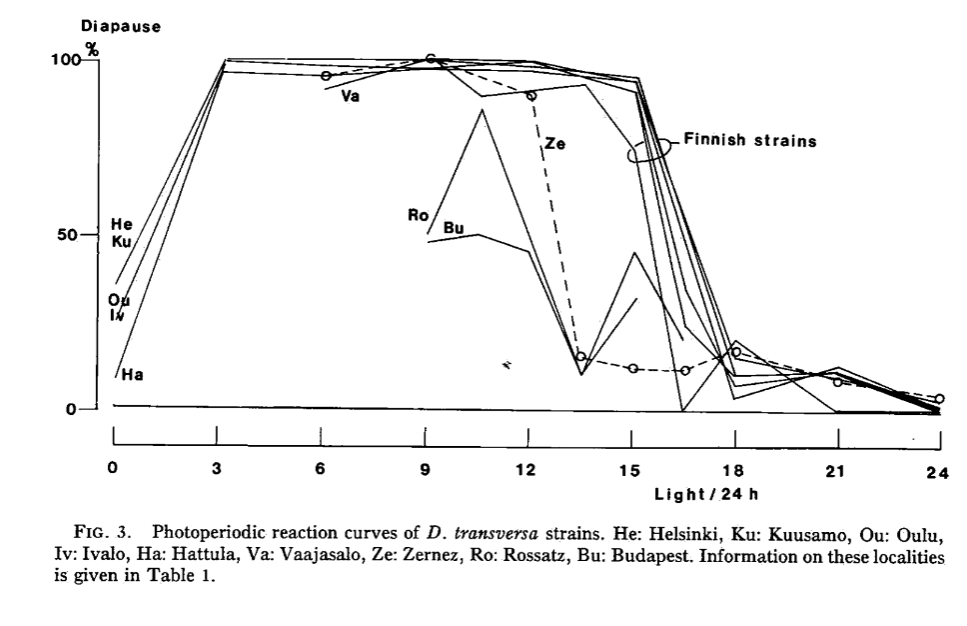 Diapause
%
100
Va
Ze
Finnish strains
Ro
Bu
He
Ku
50
Ou
Iv
Ha
0
0 3 6 9 12 15 18 21 24
Light / 24 h
FIG. 3. Photoperiodic reaction curves of D. transversa strains. He: Helsinki, Ku: Kuusamo, Ou: Oulu,
Iv: Ivalo, Ha: Hattula, Va: Vaajasalo, Ze: Zernez, Ro: Rossatz, Bu: Budapest. Information on these localities
is given in Table 1.